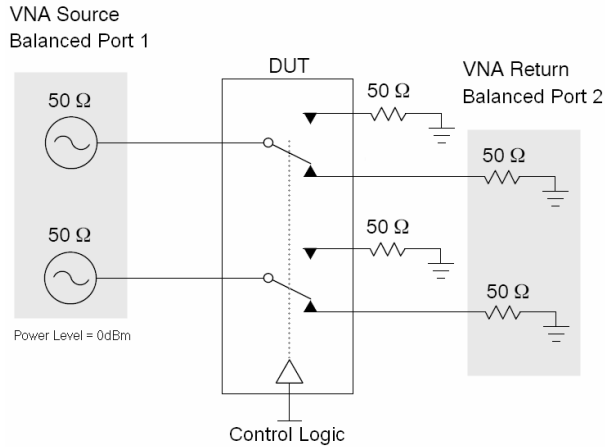 VNA Source
Balanced Port 1
DUT
VNA Return
Balanced Port 2
50 Ω
50 Ω
50 Ω
50 Ω
50 Ω
50 Ω
Power Level = 0dBm
Control Logic